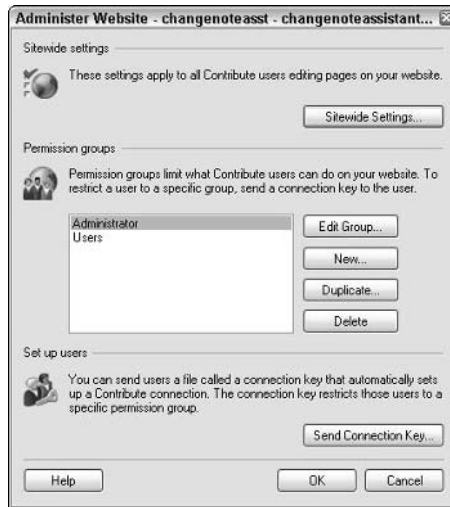 Administer Website - changenoteasst - changenoteassistant...
Sitewide settings
These settings apply to all Contribute users editing pages on your website.
Sitewide Settings...
Permission groups
Permission groups limit what Contribute users can do on your website. To
restrict a user to a specific group, send a connection key to the user.
Administrator
Users
Edit Group...
New...
Duplicate...
Delete
Set up users
You can send users a file called a connection key that automatically sets
up a Contribute connection. The connection key restricts those users to a
specific permission group.
Send Connection Key...
Help
OK
Cancel